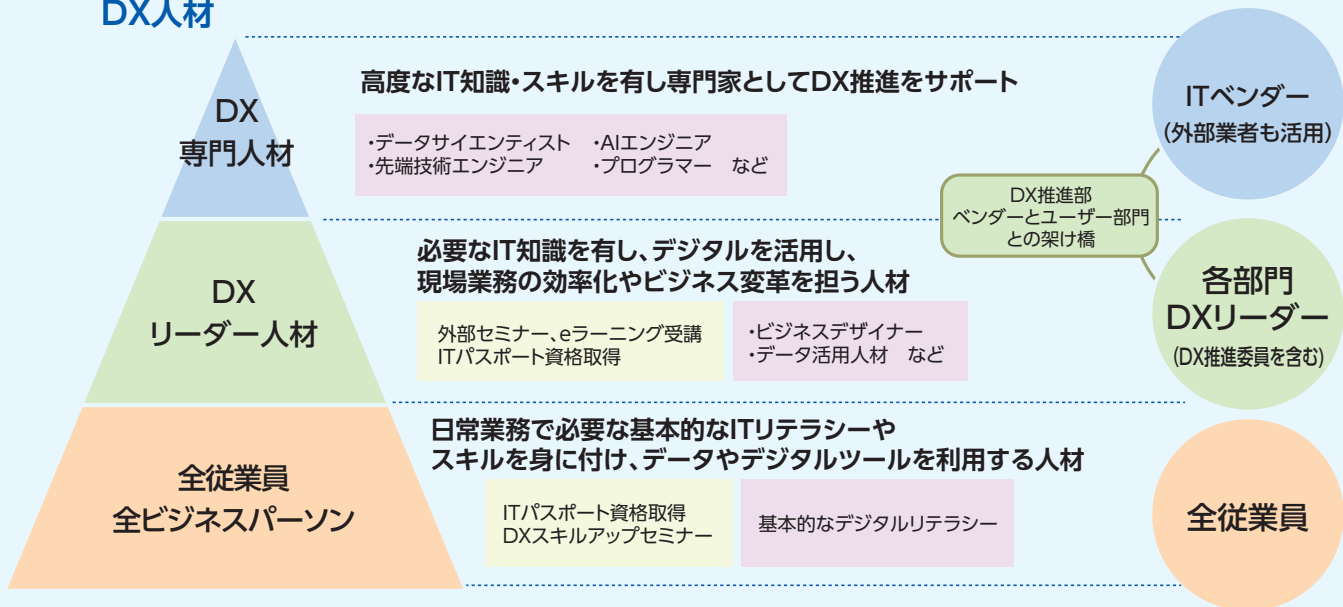 DX人材
DX
専門人材
高度なIT知識・スキルを有し専門家としてDX推進をサポート
・データサイエンティスト ・AIエンジニア
・先端技術エンジニア ・プログラマー など
ITベンダー
(外部業者も活用)
DX推進部
ベンダーとユーザー部門
との架け橋
DX
リーダー人材
必要なIT知識を有し、デジタルを活用し、
現場業務の効率化やビジネス変革を担う人材
外部セミナー、eラーニング受講
ITパスポート資格取得
・ビジネスデザイナー
・データ活用人材 など
各部門
DXリーダー
(DX推進委員を含む)
全従業員
全ビジネスパーソン
日常業務で必要な基本的なITリテラシーや
スキルを身に付け、データやデジタルツールを利用する人材
ITパスポート資格取得
DXスキルアップセミナー
基本的なデジタルリテラシー
全従業員